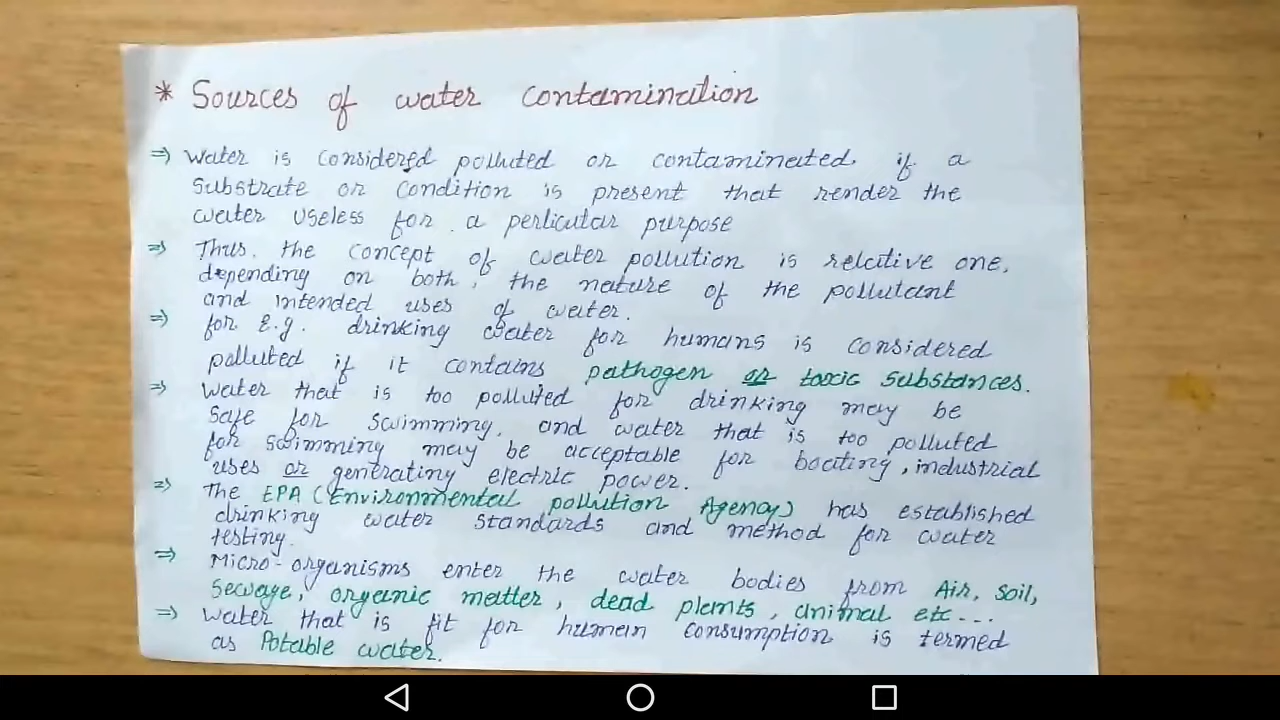 * Sources of water contamination
⇒ Water is considered polluted or contaminated, if a
substrate or condition is present that render the
water useless for a perticular purpose
⇒ Thus, the concept of water pollution is relative one,
depending on both, the nature of the pollutant
and intended uses of water.
⇒ for E.g. drinking water for humans is considered
polluted if it contains pathogen or toxic substances.
⇒ Water that is too polluted for drinking may be
safe for swimming, and water that is too polluted
for swimming may be acceptable for boating, industrial
uses or genrtrating electric power.
⇒ The EPA (Environmental pollution Agency) has established
drinking water standards and method for water
testing.
⇒ Micro-organisms enter the water bodies from Air, soil,
Sewage, organic matter, dead plants, animal etc...
⇒ Water that is fit for human consumption is termed
as Potable water.